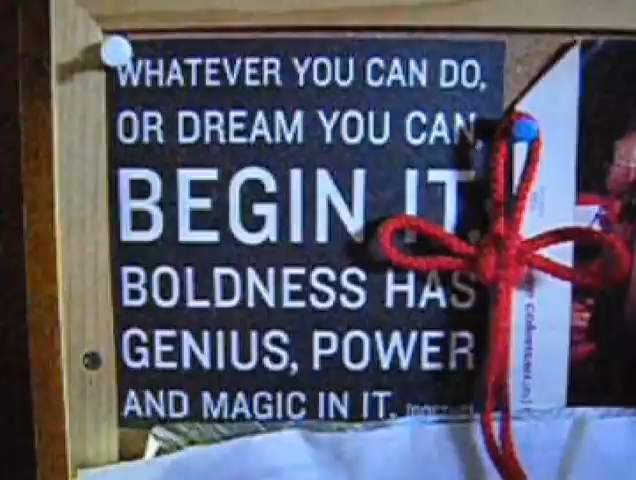 WHATEVER YOU CAN DO,
OR DREAM YOU CAN,
BEGIN IT.
BOLDNESS HAS
GENIUS, POWER
AND MAGIC IN IT.